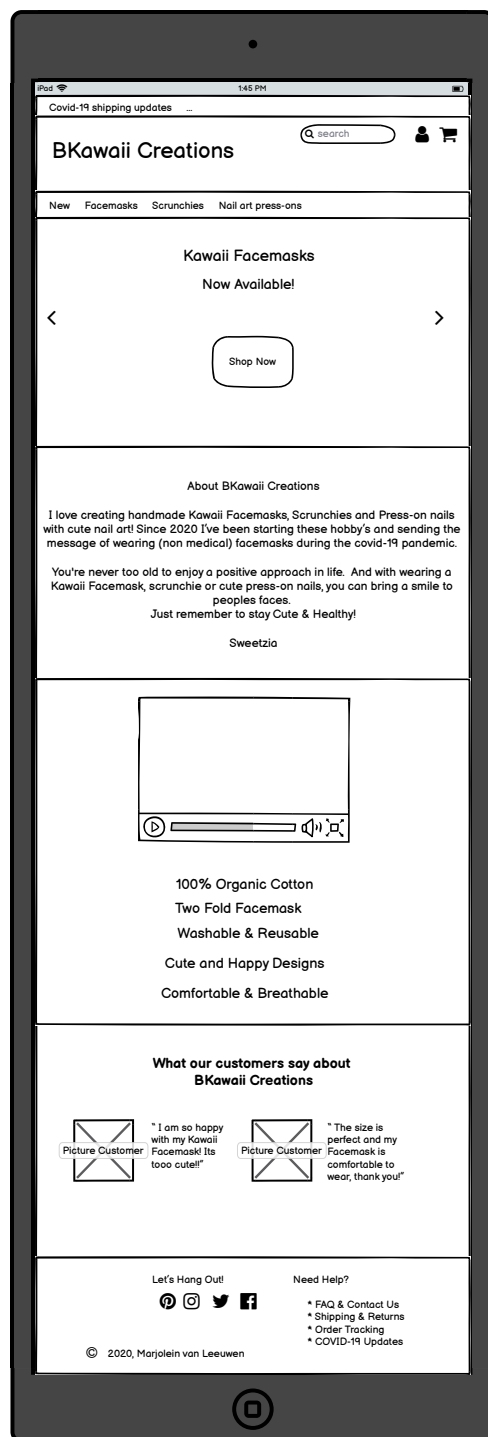 iPad 1:45 PM
Covid-19 shipping updates ...
search
BKawaii Creations
New Facemasks Scrunchies Nail art press-ons
Kawaii Facemasks
Now Available!
Shop Now
About BKawaii Creations
I love creating handmade Kawaii Facemasks, Scrunchies and Press-on nails
with cute nail art! Since 2020 I've been starting these hobby's and sending the
message of wearing (non medical) facemasks during the covid-19 pandemic.
You're never too old to enjoy a positive approach in life. And with wearing a
Kawaii Facemask, scrunchie or cute press-on nails, you can bring a smile to
peoples faces.
Just remember to stay Cute & Healthy!
Sweetzia
100% Organic Cotton
Two Fold Facemask
Washable & Reusable
Cute and Happy Designs
Comfortable & Breathable
What our customers say about
BKawaii Creations
Picture Customer
" I am so happy
with my Kawaii
Facemask! Its
tooo cute!!"
Picture Customer
" The size is
perfect and my
Facemask is
comfortable to
wear, thank you!"
Let's Hang Out!
Need Help?
* FAQ & Contact Us
* Shipping & Returns
* Order Tracking
* COVID-19 Updates
© 2020, Marjolein van Leeuwen